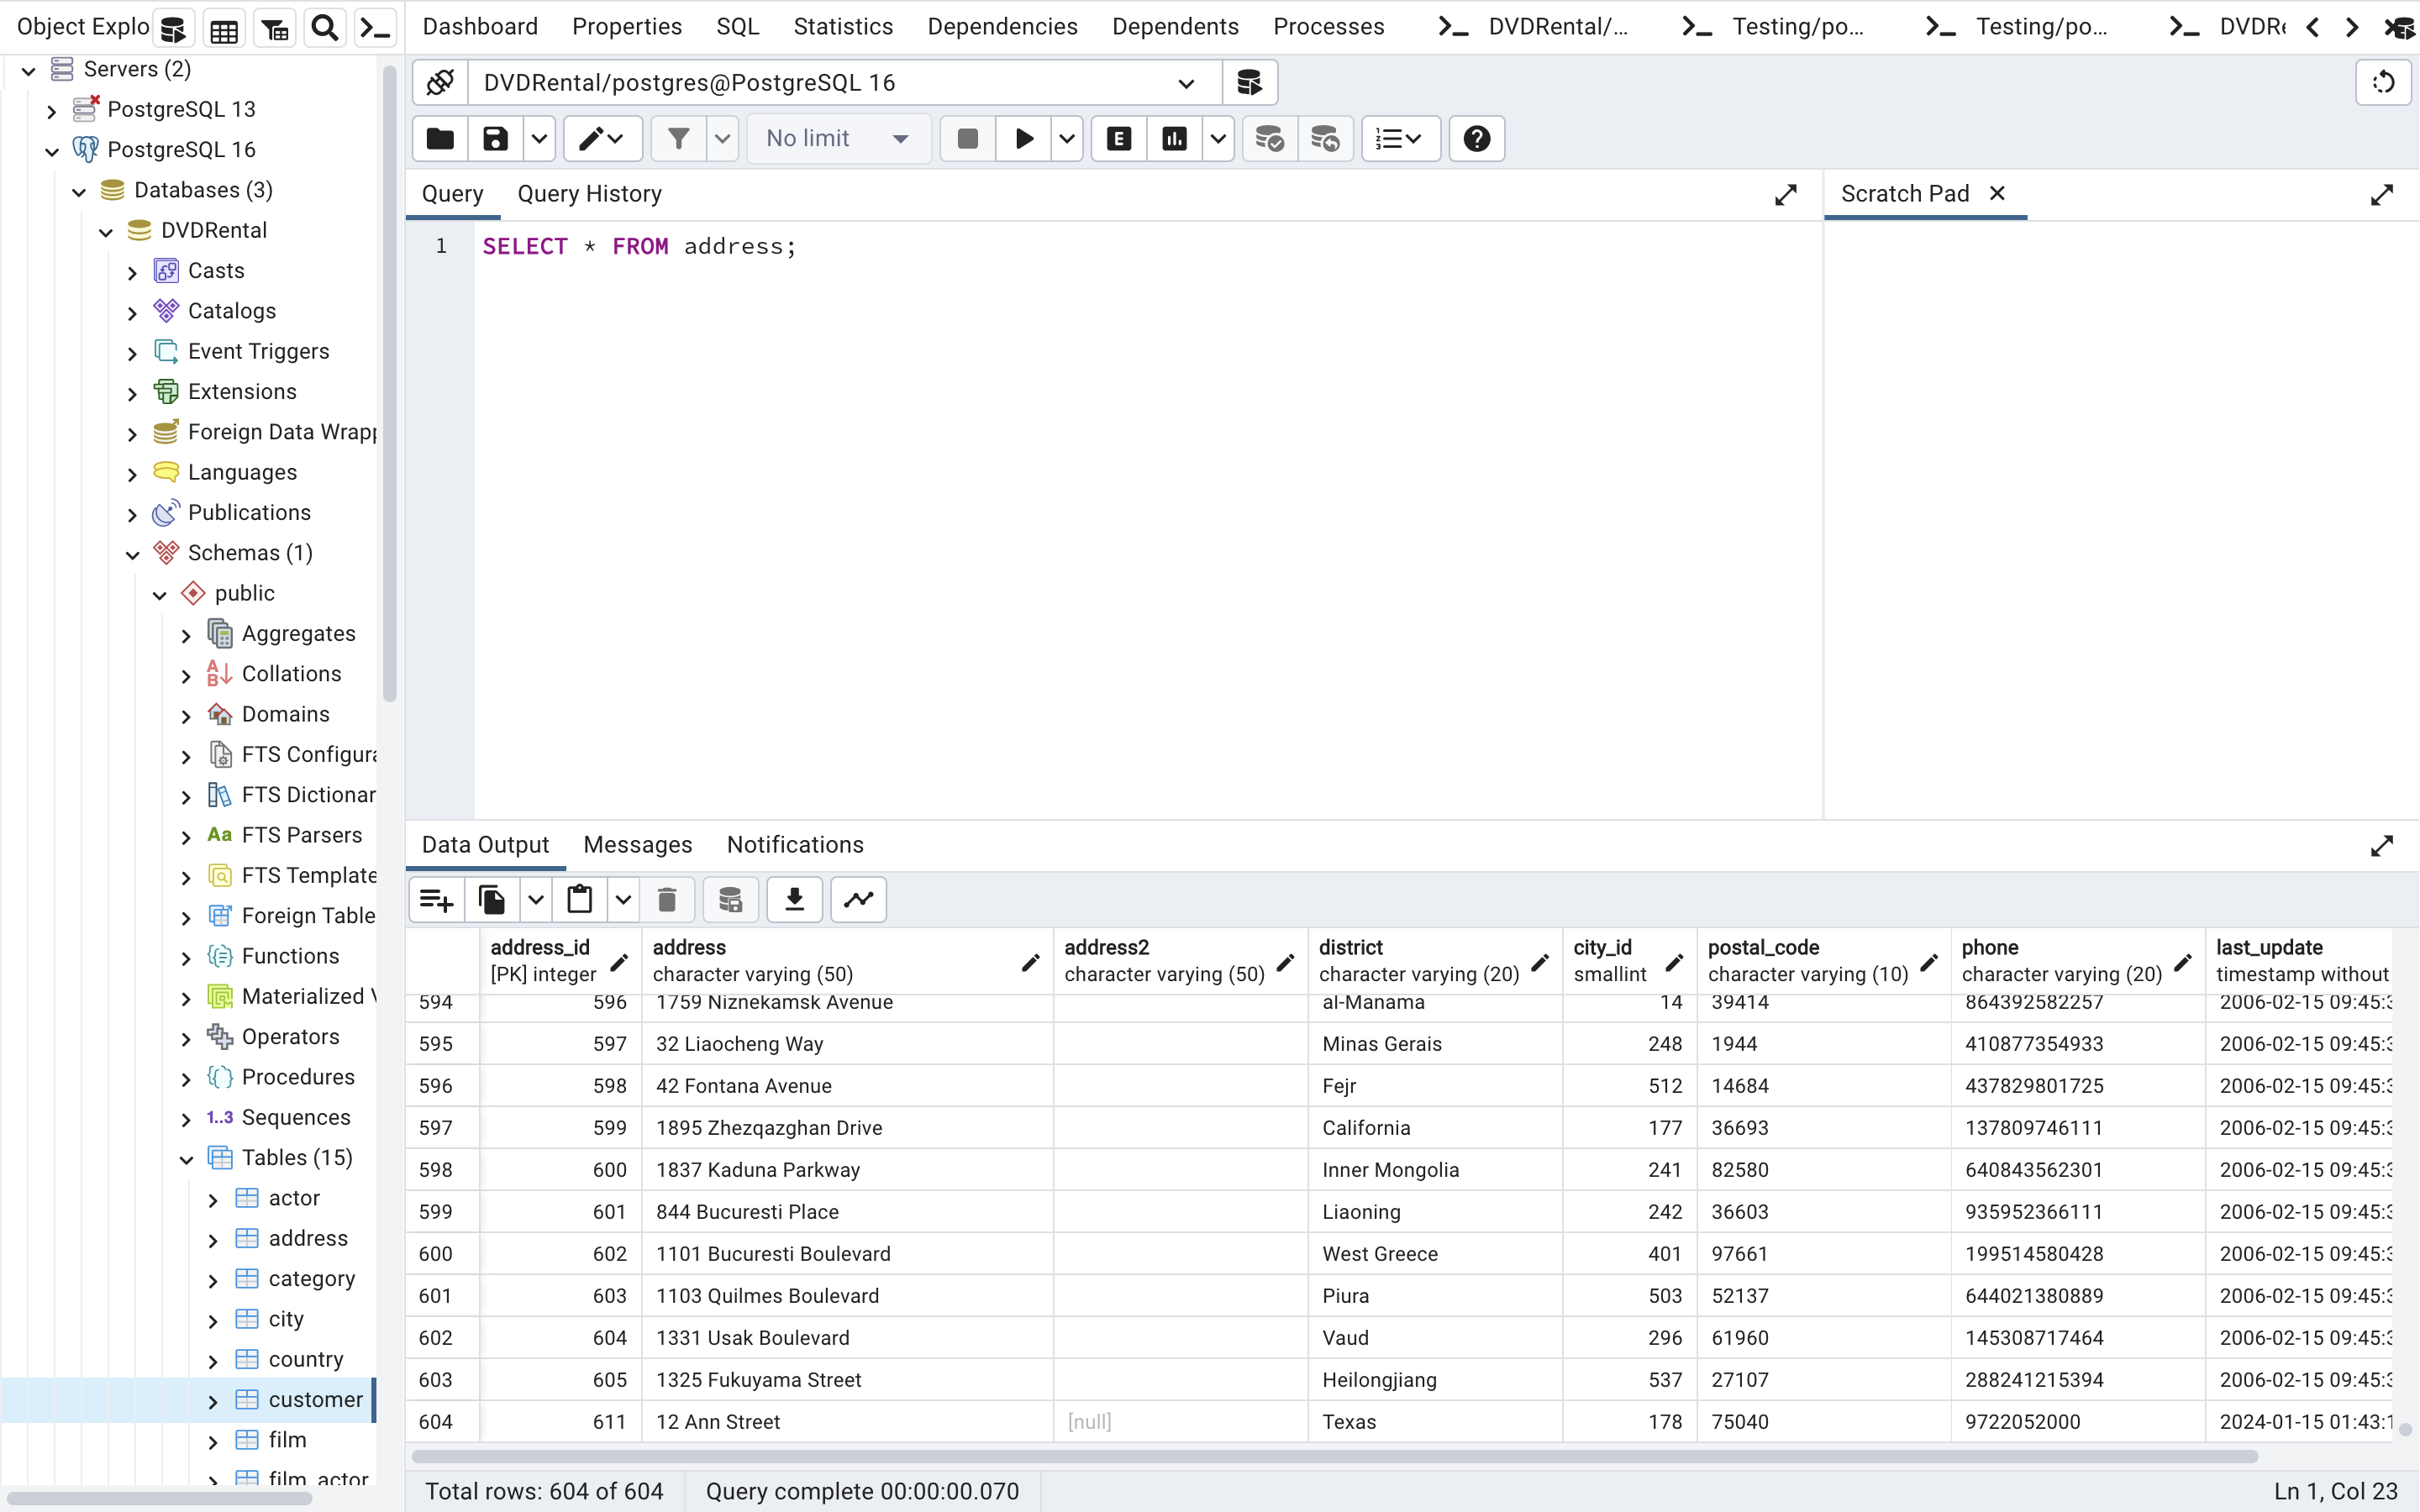 Object Explo
Dashboard Properties SQL Statistics Dependencies Dependents Processes DVDRental/... Testing/po... Testing/po... DVDR
Servers (2)
PostgreSQL 13
PostgreSQL 16
Databases (3)
DVDRental
Casts
Catalogs
Event Triggers
Extensions
Foreign Data Wrapp
Languages
Publications
Schemas (1)
public
Aggregates
Collations
Domains
FTS Configura
FTS Dictionar
Aa FTS Parsers
FTS Template
Foreign Table
Functions
Materialized V
Operators
Procedures
1..3 Sequences
Tables (15)
actor
address
category
city
country
customer
film
film_actor
DVDRental/postgres@PostgreSQL 16
No limit
E
Query Query History
Scratch Pad
1 SELECT * FROM address;
Data Output Messages Notifications
address_id address address2 district city_id postal_code phone last_update
[PK] integer character varying (50) character varying (50) character varying (20) smallint character varying (10) character varying (20) timestamp without
594 596 1759 Niznekamsk Avenue al-Manama 14 39414 864392582257 2006-02-15 09:45:3
595 597 32 Liaocheng Way Minas Gerais 248 1944 410877354933 2006-02-15 09:45:3
596 598 42 Fontana Avenue Fejr 512 14684 437829801725 2006-02-15 09:45:3
597 599 1895 Zhezqazghan Drive California 177 36693 137809746111 2006-02-15 09:45:3
598 600 1837 Kaduna Parkway Inner Mongolia 241 82580 640843562301 2006-02-15 09:45:3
599 601 844 Bucuresti Place Liaoning 242 36603 935952366111 2006-02-15 09:45:3
600 602 1101 Bucuresti Boulevard West Greece 401 97661 199514580428 2006-02-15 09:45:3
601 603 1103 Quilmes Boulevard Piura 503 52137 644021380889 2006-02-15 09:45:3
602 604 1331 Usak Boulevard Vaud 296 61960 145308717464 2006-02-15 09:45:3
603 605 1325 Fukuyama Street Heilongjiang 537 27107 288241215394 2006-02-15 09:45:3
604 611 12 Ann Street [null] Texas 178 75040 9722052000 2024-01-15 01:43:1
Total rows: 604 of 604 Query complete 00:00:00.070 Ln 1, Col 23